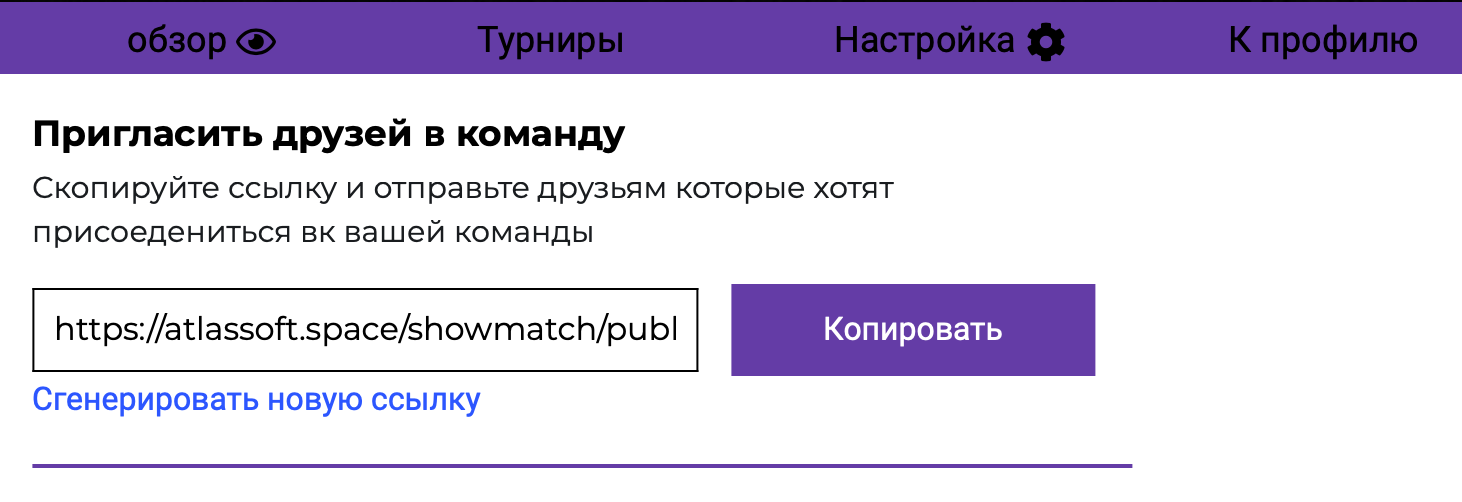 обзор Турниры Настройка К профилю
Пригласить друзей в команду
Скопируйте ссылку и отправьте друзьям которые хотят
присоедениться вк вашей команды
https://atlassoft.space/showmatch/publ Копировать
Сгенерировать новую ссылку